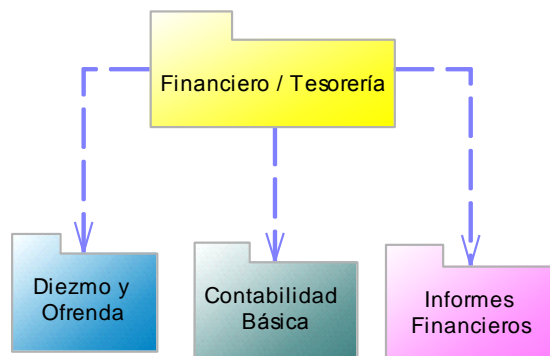 Financiero / Tesorería
Diezmo y
Ofrenda
Contabilidad
Básica
Informes
Financieros